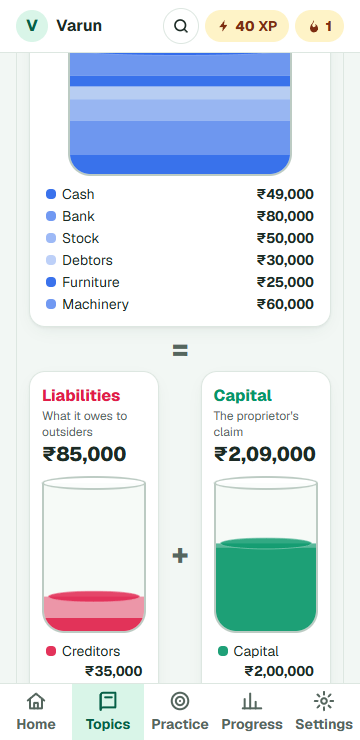 V Varun 40 XP 1
Cash ₹49,000
Bank ₹80,000
Stock ₹50,000
Debtors ₹30,000
Furniture ₹25,000
Machinery ₹60,000
=
Liabilities
What it owes to
outsiders
₹85,000
Capital
The proprietor's
claim
₹2,09,000
+
Creditors
₹35,000
Capital
₹2,00,000
Home Topics Practice Progress Settings